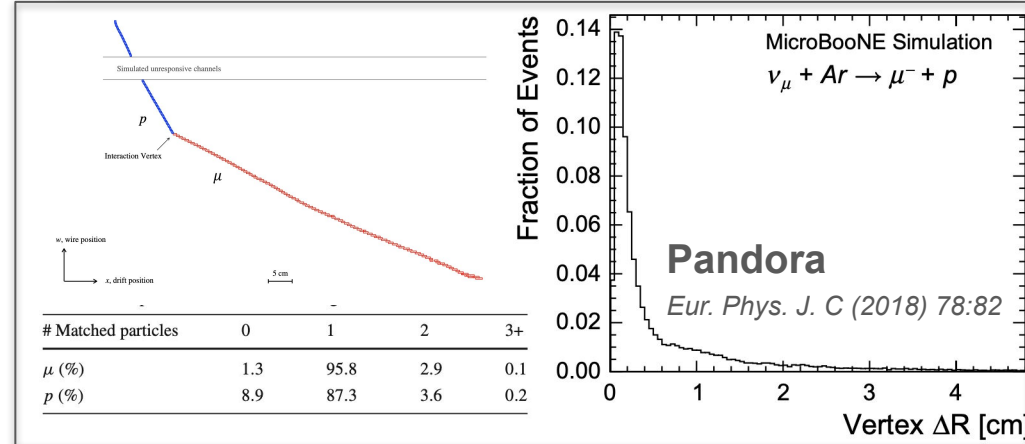 Simulated unresponsive channels
p
Interaction Vertex
μ
w, wire position
x, drift position
5 cm
# Matched particles 0 1 2 3+
μ (%) 1.3 95.8 2.9 0.1
p (%) 8.9 87.3 3.6 0.2
Fraction of Events
0.14
0.12
0.10
0.08
0.06
0.04
0.02
0.00
MicroBooNE Simulation
νμ + Ar → μ− + p
Pandora
Eur. Phys. J. C (2018) 78:82
0 1 2 3 4
Vertex ΔR [cm]